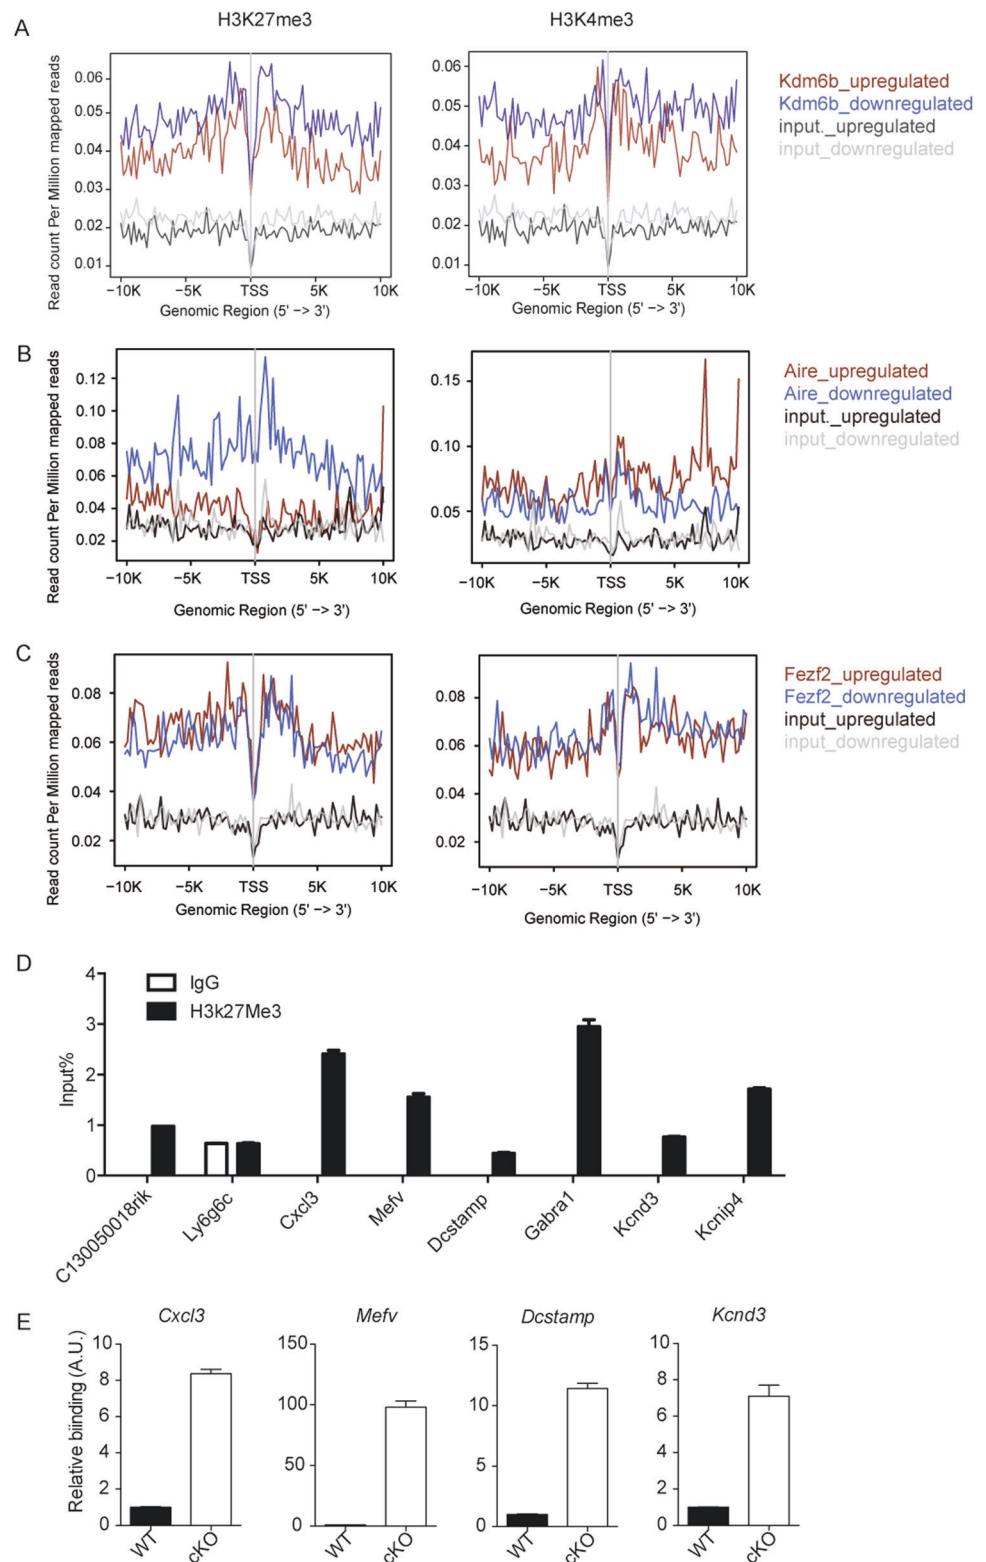 A
H3K27me3
H3K4me3
Read count Per Million mapped reads
0.06
0.05
0.04
0.03
0.02
0.01
−10K
−5K
TSS
5K
10K
Genomic Region (5' −> 3')
0.06
0.05
0.04
0.03
0.02
0.01
−10K
−5K
TSS
5K
10K
Genomic Region (5' −> 3')
Kdm6b_upregulated
Kdm6b_downregulated
input._upregulated
input_downregulated
B
Read count Per Million mapped reads
0.12
0.10
0.08
0.06
0.04
0.02
−10K
−5K
TSS
5K
10K
Genomic Region (5' −> 3')
0.15
0.10
0.05
−10K
−5K
TSS
5K
10K
Genomic Region (5' −> 3')
Aire_upregulated
Aire_downregulated
input._upregulated
input_downregulated
C
Read count Per Million mapped reads
0.08
0.06
0.04
0.02
−10K
−5K
TSS
5K
10K
Genomic Region (5' −> 3')
0.08
0.06
0.04
0.02
−10K
−5K
TSS
5K
10K
Genomic Region (5' −> 3')
Fezf2_upregulated
Fezf2_downregulated
input_upregulated
input_downregulated
D
IgG
H3k27Me3
Input%
4
3
2
1
0
C130050018rik
Ly6g6c
Cxcl3
Mefv
Dcstamp
Gabra1
Kcnd3
Kcnip4
E
Relative biinding (A.U.)
Cxcl3
10
8
6
4
2
0
WT
cKO
Mefv
150
100
50
0
WT
cKO
Dcstamp
15
10
5
0
WT
cKO
Kcnd3
10
8
6
4
2
0
WT
cKO